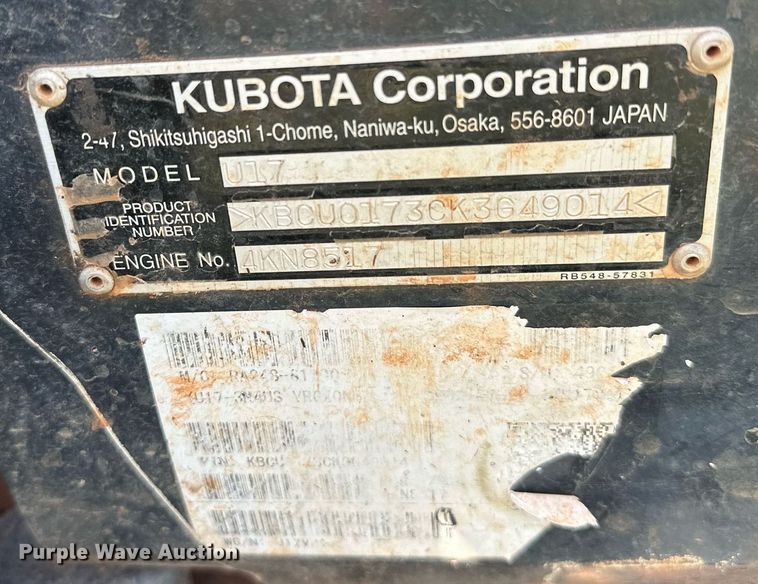 KUBOTA Corporation
2-47, Shikitsuhigashi 1-Chome, Naniwa-ku, Osaka, 556-8601 JAPAN
MODEL U17
PRODUCT
IDENTIFICATION
NUMBER >KBCU0173CK3G49014<
ENGINE No. 4KN8517
RB548-57831
KBCU
Purple Wave Auction